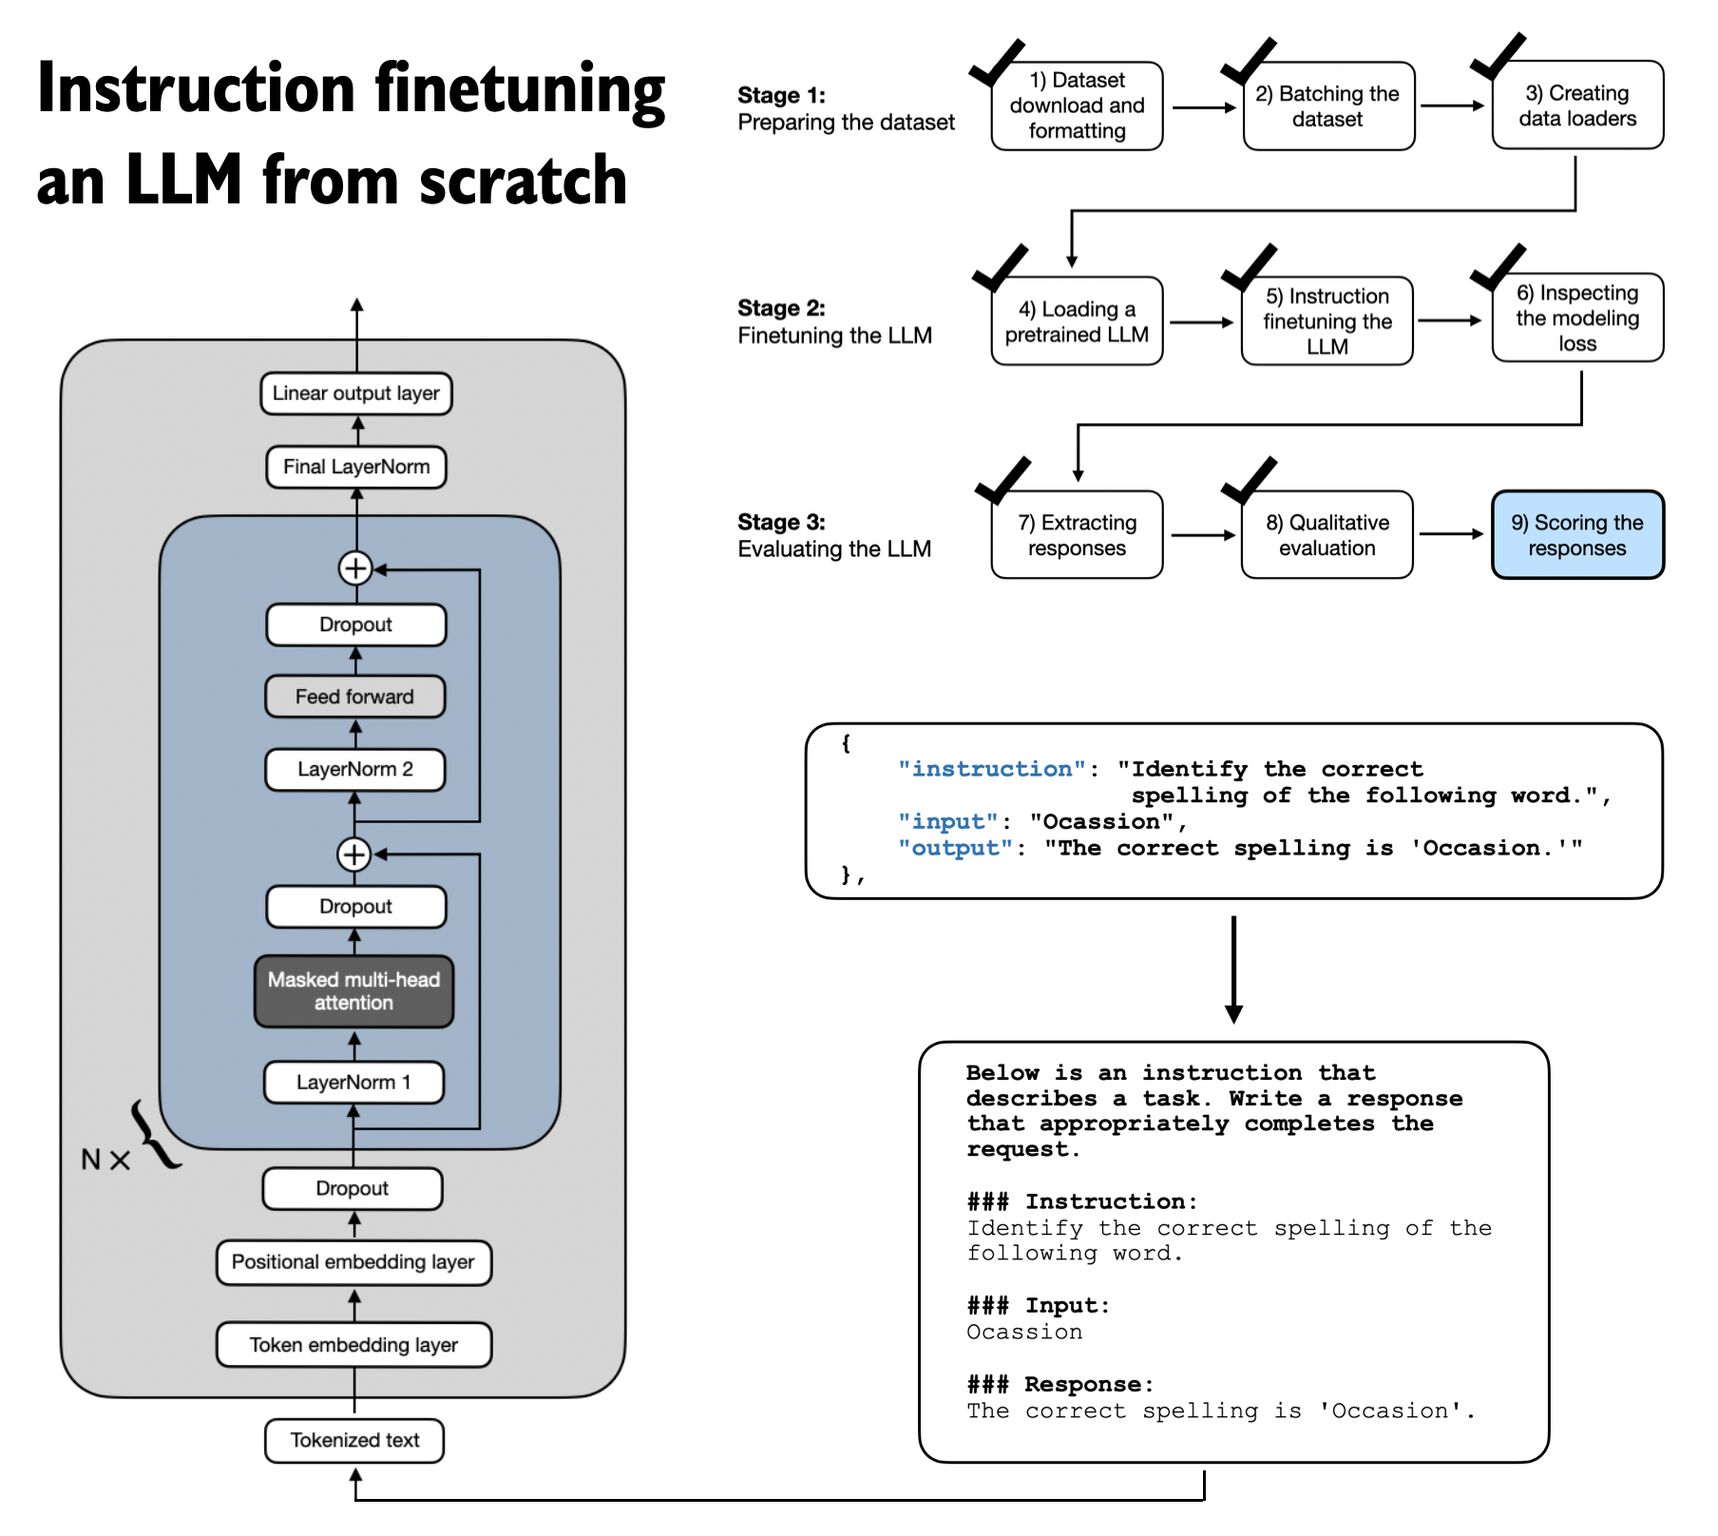 Instruction finetuning
an LLM from scratch
Stage 1:
Preparing the dataset
1) Dataset
download and
formatting
2) Batching the
dataset
3) Creating
data loaders
Stage 2:
Finetuning the LLM
4) Loading a
pretrained LLM
5) Instruction
finetuning the
LLM
6) Inspecting
the modeling
loss
Stage 3:
Evaluating the LLM
7) Extracting
responses
8) Qualitative
evaluation
9) Scoring the
responses
Linear output layer
Final LayerNorm
+
Dropout
Feed forward
LayerNorm 2
+
Dropout
Masked multi-head
attention
LayerNorm 1
N× {
Dropout
Positional embedding layer
Token embedding layer
Tokenized text
{
"instruction": "Identify the correct
spelling of the following word.",
"input": "Ocassion",
"output": "The correct spelling is 'Occasion.'"
},
Below is an instruction that
describes a task. Write a response
that appropriately completes the
request.
### Instruction:
Identify the correct spelling of the
following word.
### Input:
Ocassion
### Response:
The correct spelling is 'Occasion'.